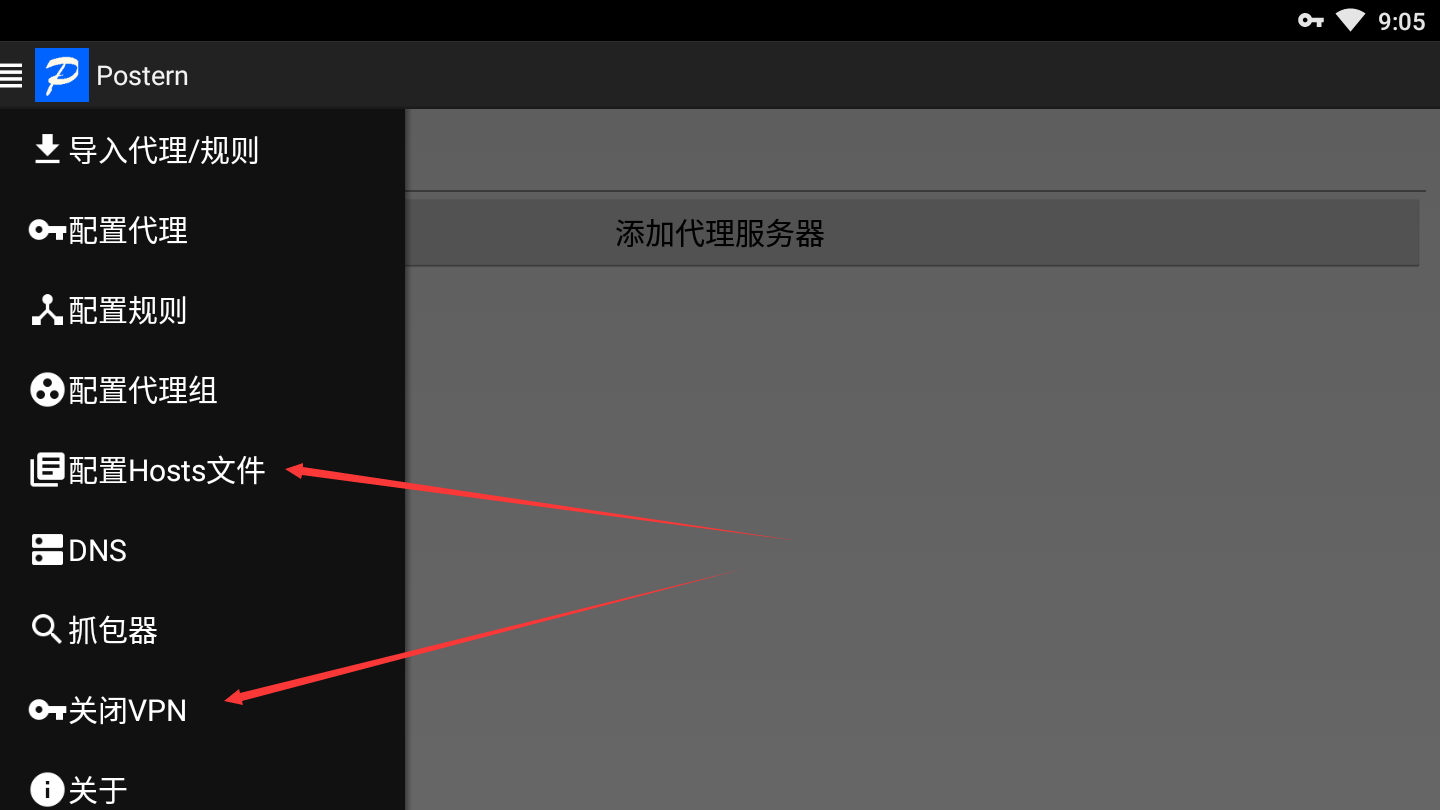 9:05
Postern
导入代理/规则
配置代理
添加代理服务器
配置规则
配置代理组
配置Hosts文件
DNS
抓包器
关闭VPN
关于